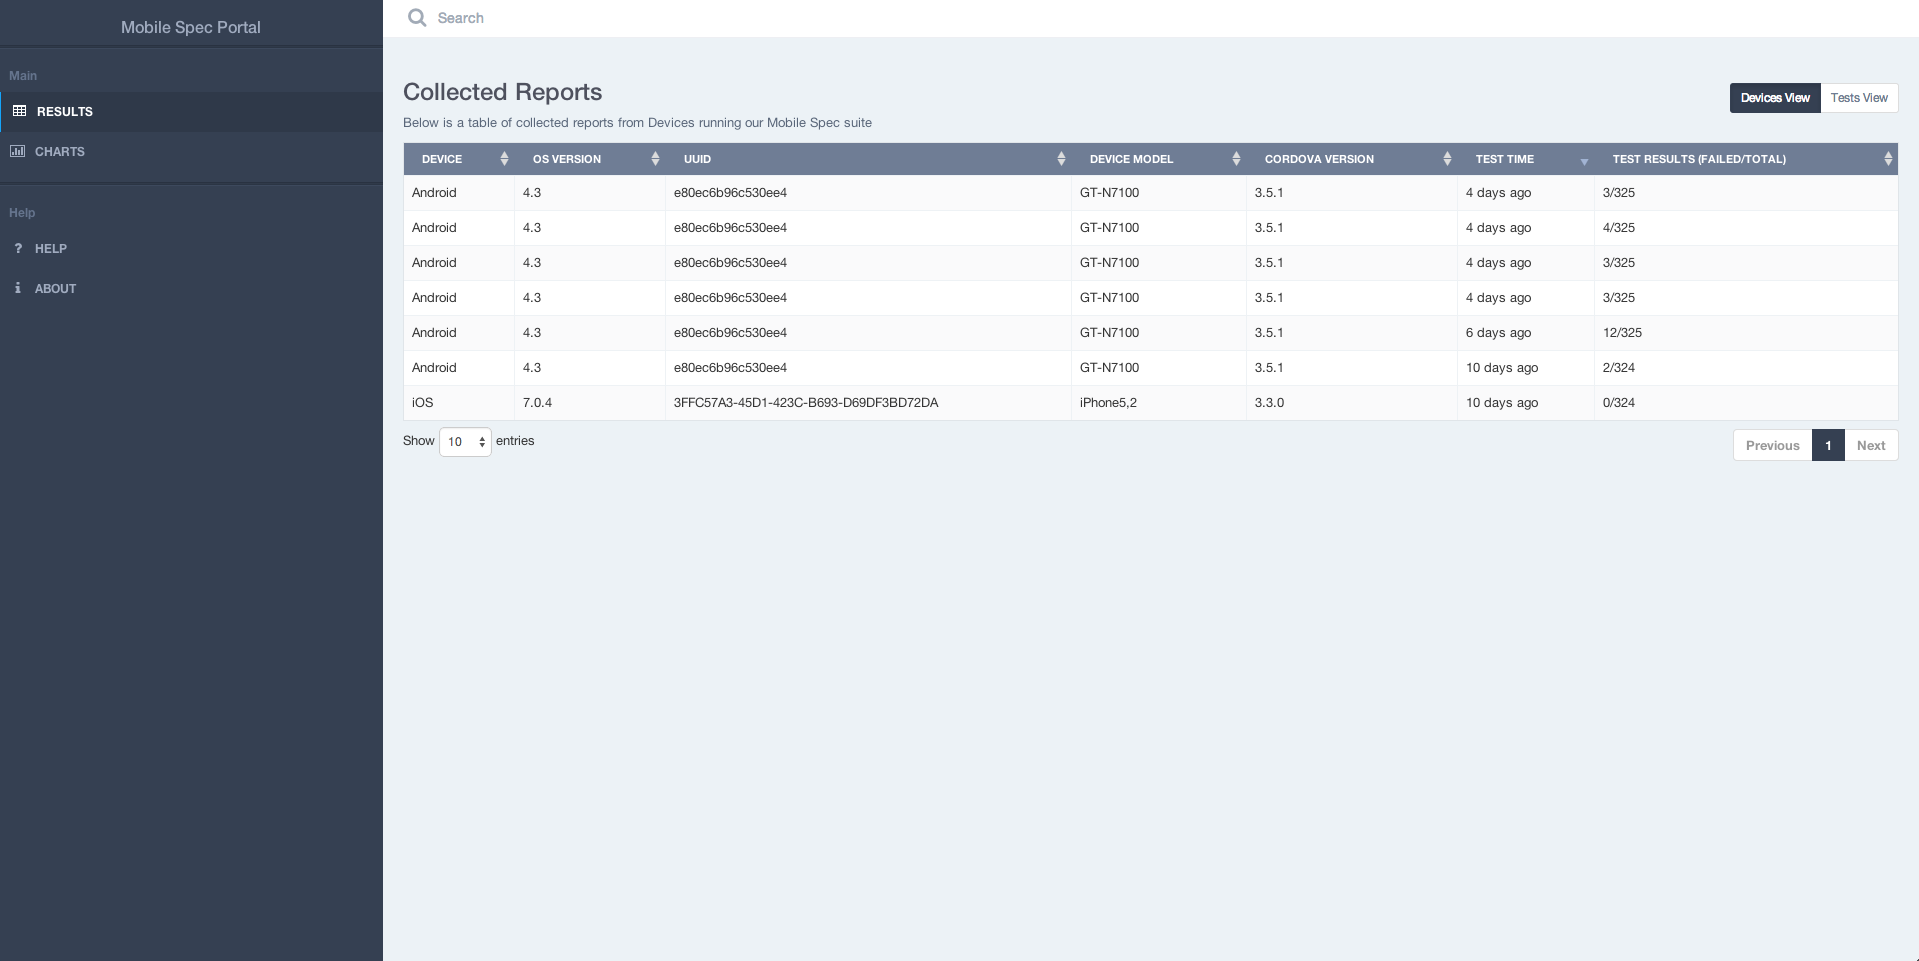 Mobile Spec Portal
Search
Main
RESULTS
CHARTS
Help
? HELP
i ABOUT
Collected Reports
Devices View Tests View
Below is a table of collected reports from Devices running our Mobile Spec suite
DEVICE OS VERSION UUID DEVICE MODEL CORDOVA VERSION TEST TIME TEST RESULTS (FAILED/TOTAL)
Android 4.3 e80ec6b96c530ee4 GT-N7100 3.5.1 4 days ago 3/325
Android 4.3 e80ec6b96c530ee4 GT-N7100 3.5.1 4 days ago 4/325
Android 4.3 e80ec6b96c530ee4 GT-N7100 3.5.1 4 days ago 3/325
Android 4.3 e80ec6b96c530ee4 GT-N7100 3.5.1 4 days ago 3/325
Android 4.3 e80ec6b96c530ee4 GT-N7100 3.5.1 6 days ago 12/325
Android 4.3 e80ec6b96c530ee4 GT-N7100 3.5.1 10 days ago 2/324
iOS 7.0.4 3FFC57A3-45D1-423C-B693-D69DF3BD72DA iPhone5,2 3.3.0 10 days ago 0/324
Show 10 entries
Previous 1 Next